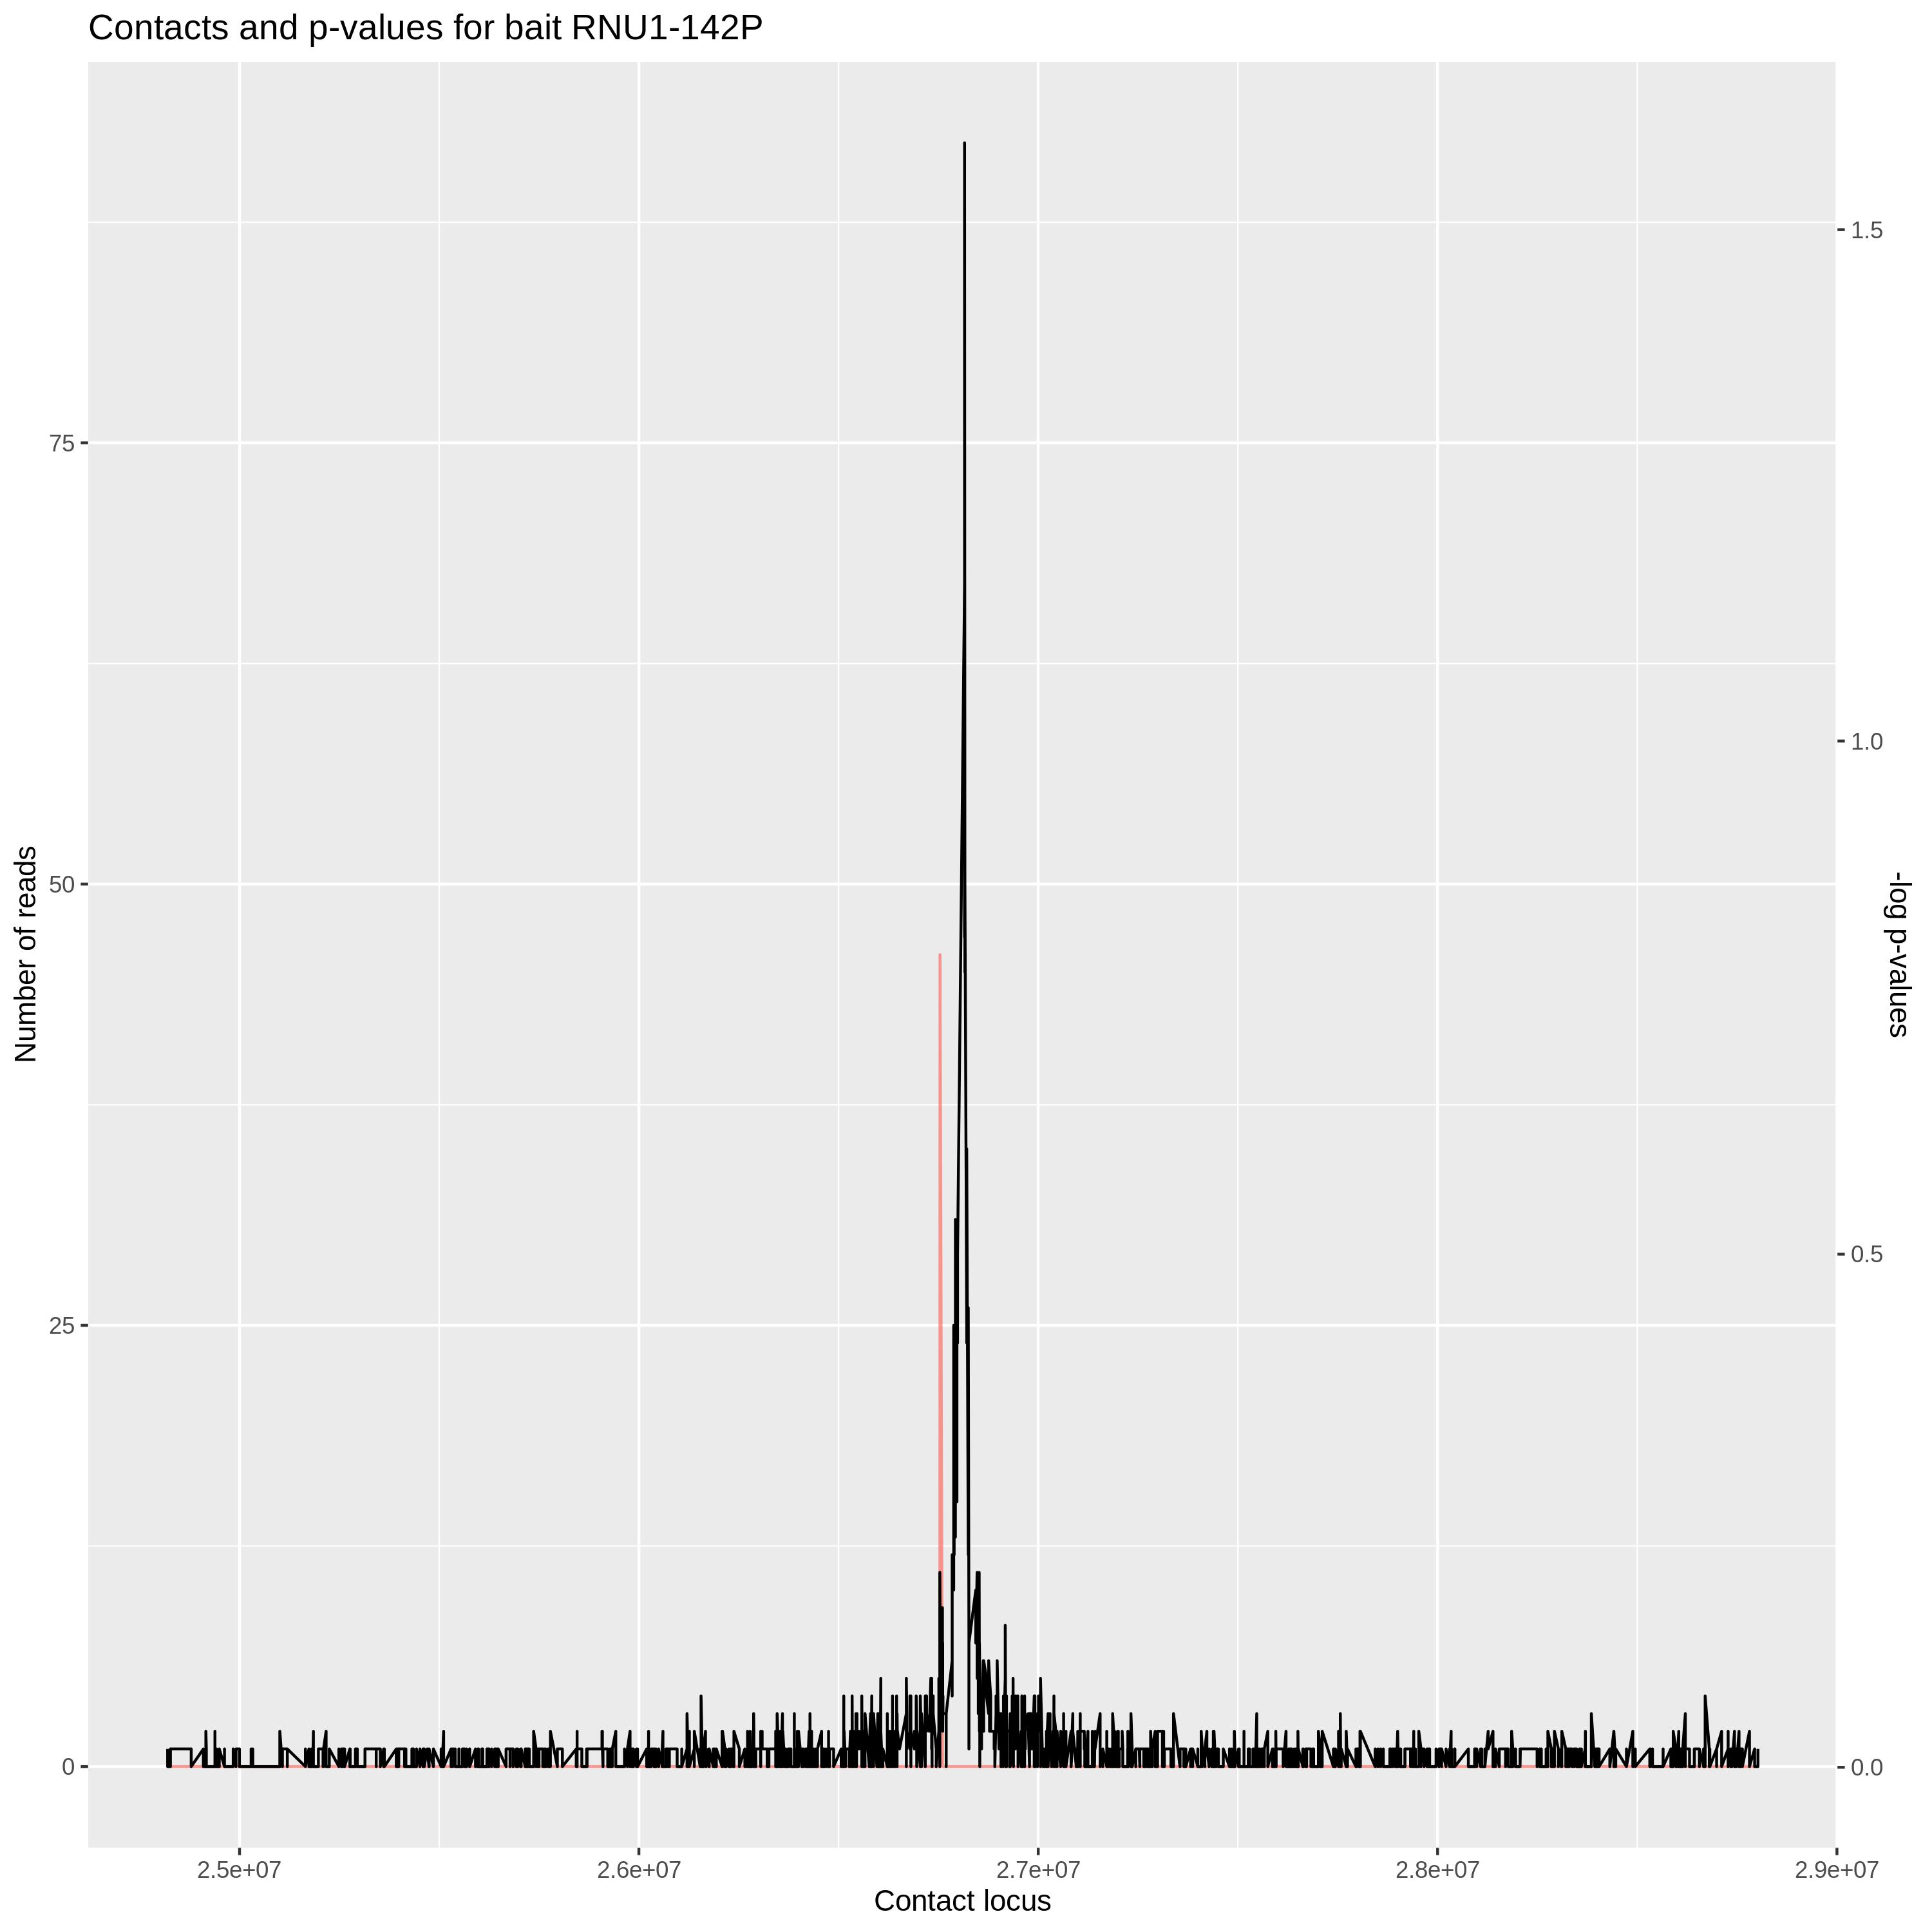 Contacts and p-values for bait RNU1-142P
Number of reads
75
50
25
0
1.5
1.0
0.5
0.0
-log p-values
2.5e+07
2.6e+07
2.7e+07
2.8e+07
2.9e+07
Contact locus